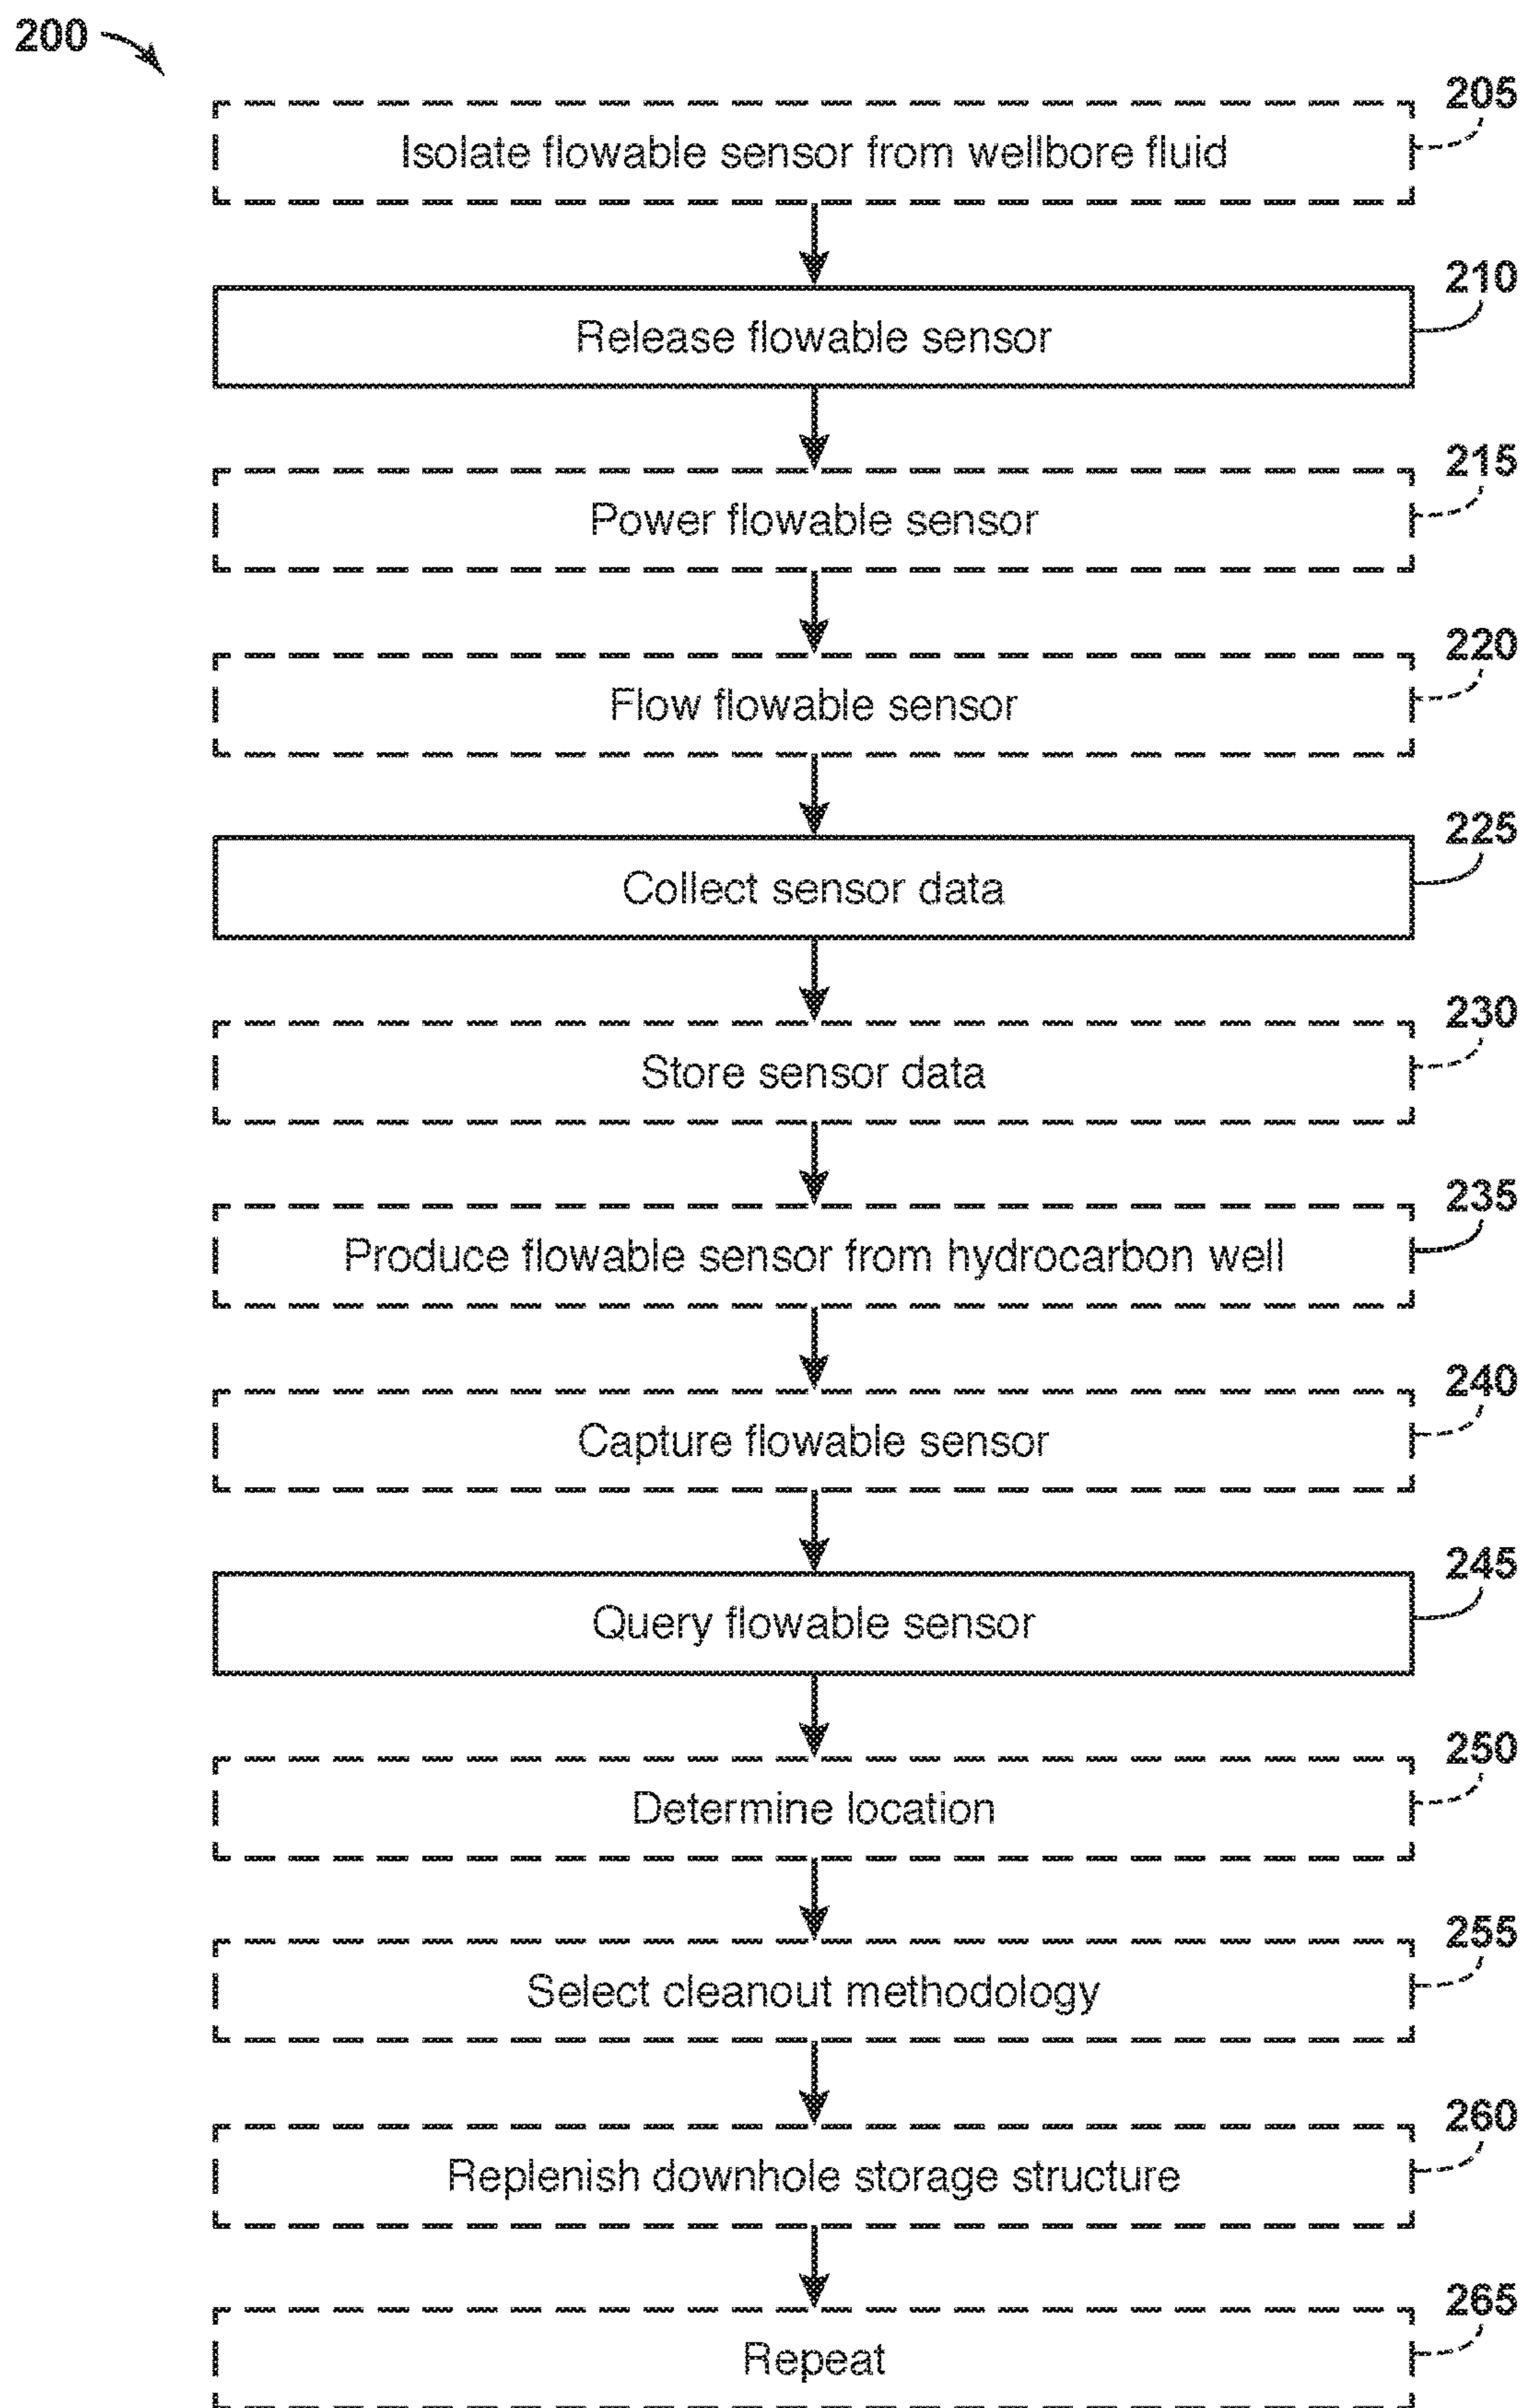 200
205
Isolate flowable sensor from wellbore fluid
210
Release flowable sensor
215
Power flowable sensor
220
Flow flowable sensor
225
Collect sensor data
230
Store sensor data
235
Produce flowable sensor from hydrocarbon well
240
Capture flowable sensor
245
Query flowable sensor
250
Determine location
255
Select cleanout methodology
260
Replenish downhole storage structure
265
Repeat